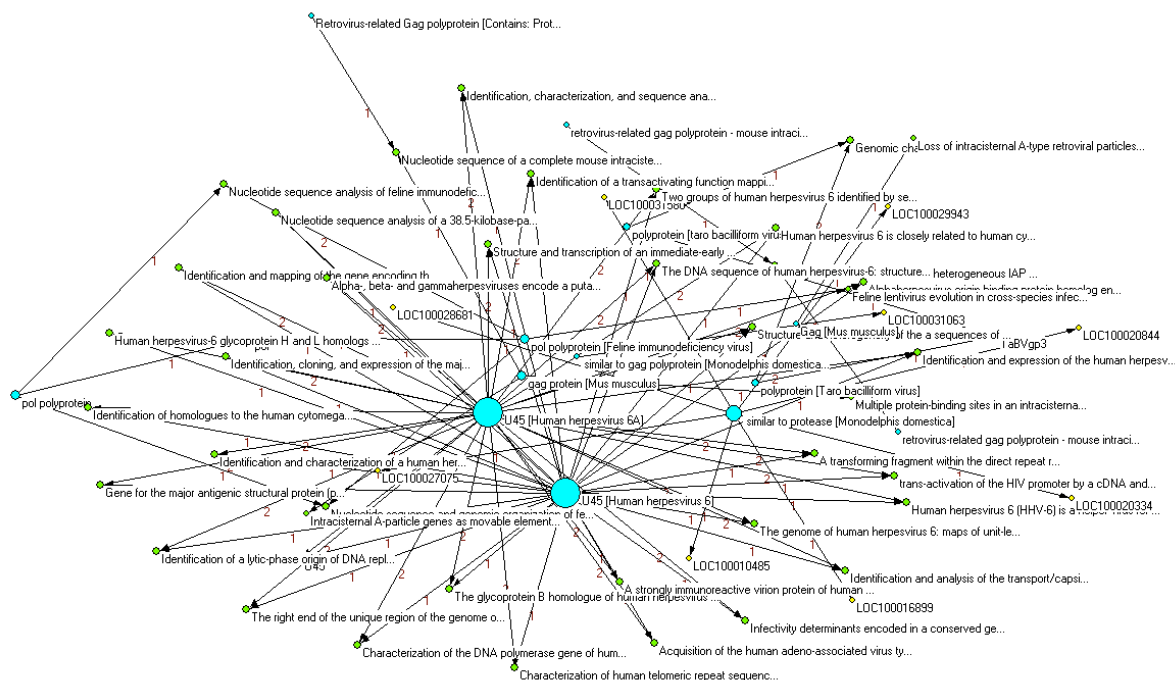 Retrovirus-related Gag polyprotein [Contains: Prot...
Identification, characterization, and sequence ana...
retrovirus-related gag polyprotein - mouse intraci...
Genomic
Loss of intracisternal A-type retroviral particles...
Nucleotide sequence of a complete mouse intraciste...
Identification of a transactivating function mappi...
Nucleotide sequence analysis of feline immunodefic...
Two groups of human herpesvirus 6 identified by se...
LOC100029943
Nucleotide sequence analysis of a 38.5-kilobase-pa...
polyprotein [taro bacilliform
Human herpesvirus 6 is closely related to human cy...
Structure and transcription of an immediate-early ...
Identification and mapping of the gene encoding
The DNA sequence of human herpesvirus-6: structure...
heterogeneous IAP ...
Alpha-, beta- and gammaherpesviruses encode a puta...
Feline lentivirus evolution in cross-species infec...
LOC100028681
LOC100031063
Gag [Mus musculus]
LOC100020844
Human herpesvirus-6 glycoprotein H and L homologs ...
pol polyprotein [Feline immunodeficiency virus]
the a sequences of ...
TaBVgp3
Identification, cloning, and expression of the maj...
similar to gag polyprotein [Monodelphis domestica...
Identification and expression of the human herpesv...
gag protein [Mus musculus]
polyprotein [Taro bacilliform virus]
pol polyprotein
Identification of homologues to the human cytomega...
U45 [Human herpesvirus 6A]
similar to protease [Monodelphis domestica]
Multiple protein-binding sites in an intracisterna...
retrovirus-related gag polyprotein - mouse intraci...
Identification and characterization of a human her...
A transforming fragment within the direct repeat r...
LOC100027075
trans-activation of the HIV promoter by a cDNA and...
Gene for the major antigenic structural protein [p...
U45 [Human herpesvirus 6]
LOC100020334
Human herpesvirus 6 (HHV-6) is a
Intracisternal A-particle genes as movable element...
The genome of human herpesvirus 6: maps of unit-le...
Identification of a lytic-phase origin of DNA repl...
U45
LOC100010485
Identification and analysis of the transport/capsi...
The glycoprotein B homologue of human herpesvirus ...
A strongly immunoreactive virion protein of human ...
LOC100016899
The right end of the unique region of the genome o...
Infectivity determinants encoded in a conserved ge...
Characterization of the DNA polymerase gene of hum...
Acquisition of the human adeno-associated virus ty...
Characterization of human telomeric repeat sequenc...